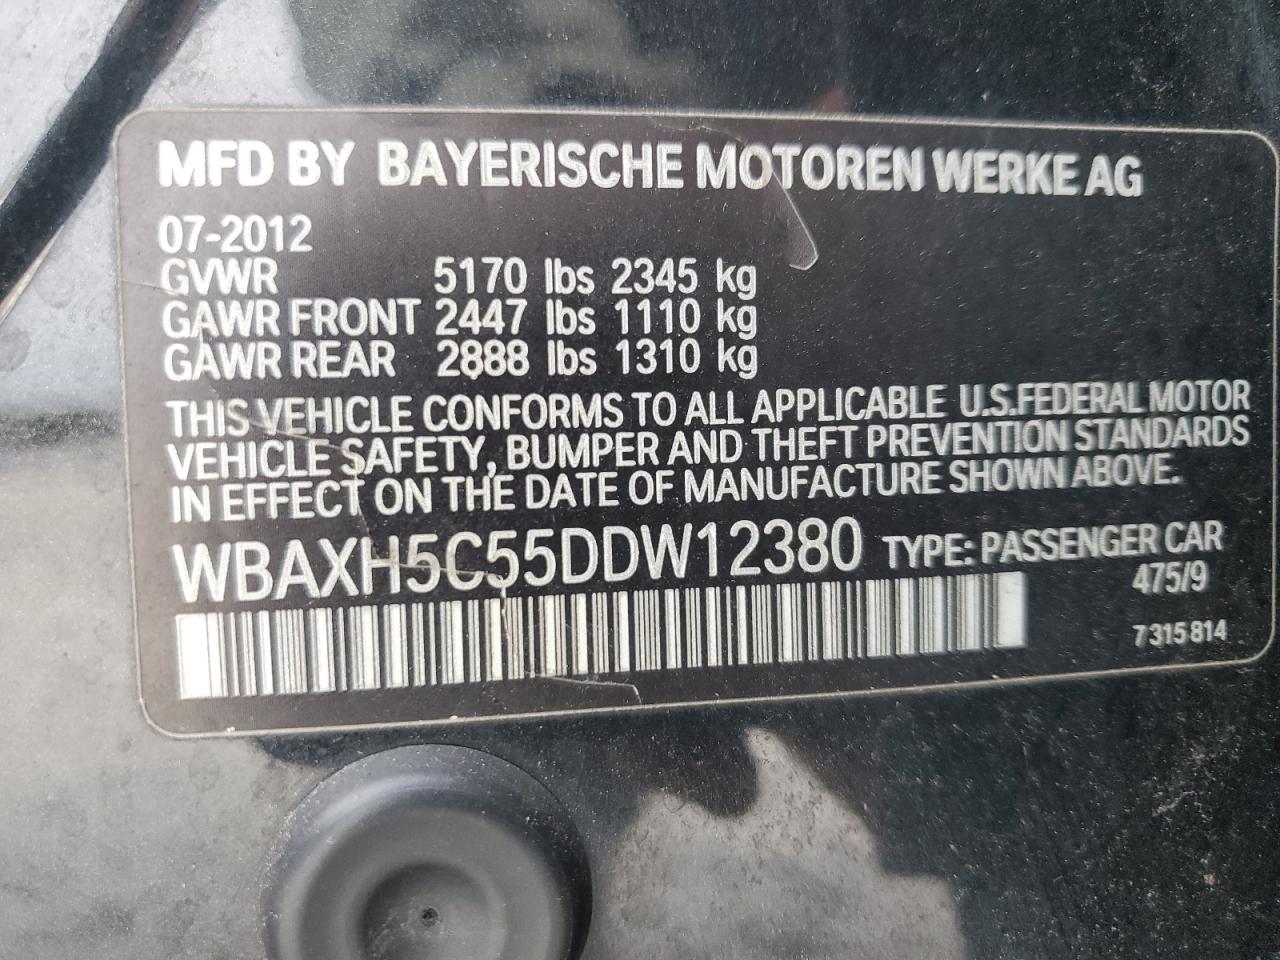 MFD BY BAYERISCHE MOTOREN WERKE AG
07-2012
GVWR 5170 lbs 2345 kg
GAWR FRONT 2447 lbs 1110 kg
GAWR REAR 2888 lbs 1310 kg
THIS VEHICLE CONFORMS TO ALL APPLICABLE U.S.FEDERAL MOTOR
VEHICLE SAFETY, BUMPER AND THEFT PREVENTION STANDARDS
IN EFFECT ON THE DATE OF MANUFACTURE SHOWN ABOVE.
WBAXH5C55DDW12380 TYPE: PASSENGER CAR
475/9
7 315 814